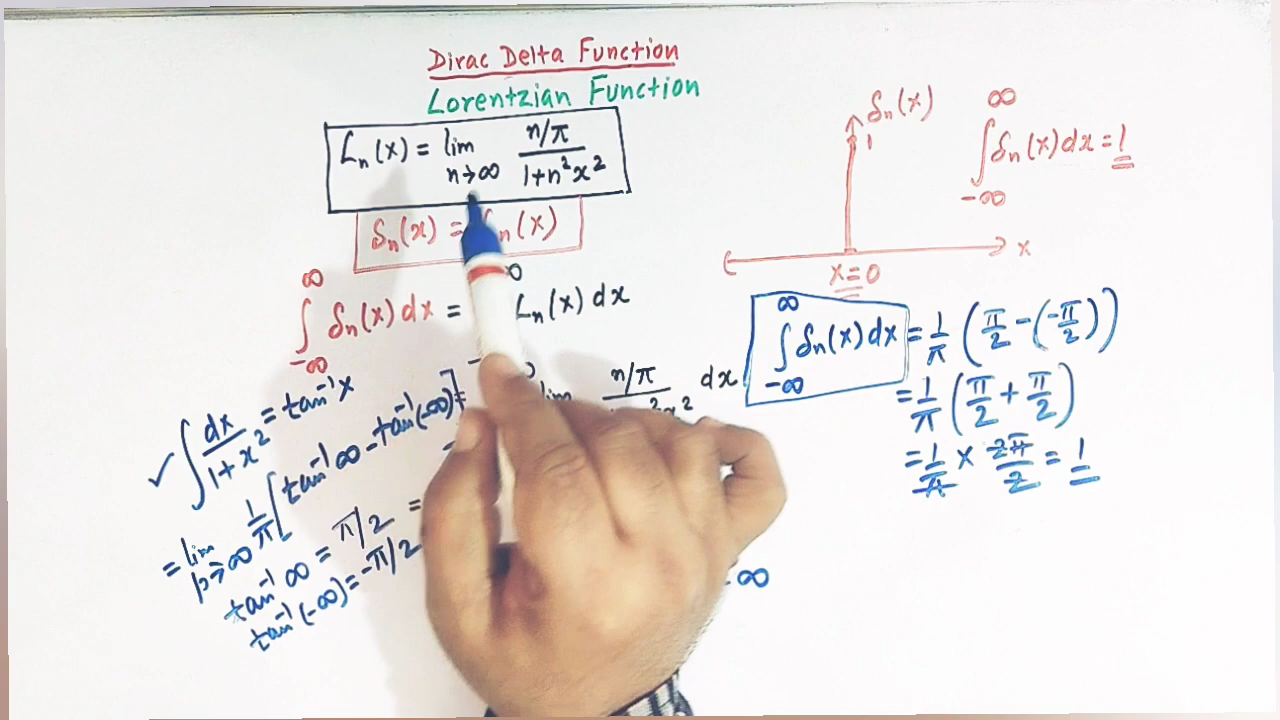 Dirac Delta Function
Lorentzian Function
Lₙ(x) = lim n→∞ (n/π)/(1+n²x²)
δₙ(x) = ₙ(x)
∫_{-∞}^{∞} δₙ(x) dx = ∞ Lₙ(x) dx
n/π dx
x²
✓ ∫ dx/(1+x²) = tan⁻¹x
= lim →∞ 1/π [tan⁻¹∞ - tan⁻¹(-∞)]
tan⁻¹∞ = π/2 =
tan⁻¹(-∞) = -π/2
-∞
δₙ(x)
1
x
x=0
∫_{-∞}^{∞} δₙ(x) dx = 1
∫_{-∞}^{∞} δₙ(x) dx = 1/π (π/2 - (-π/2))
= 1/π (π/2 + π/2)
= 1/π × 2π/2 = 1